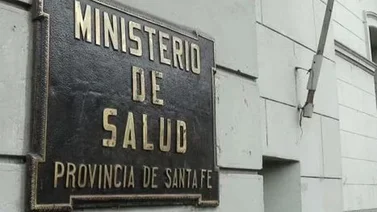 MINISTERIO
DE
SALUD
PROVINCIA DE SANTA FE